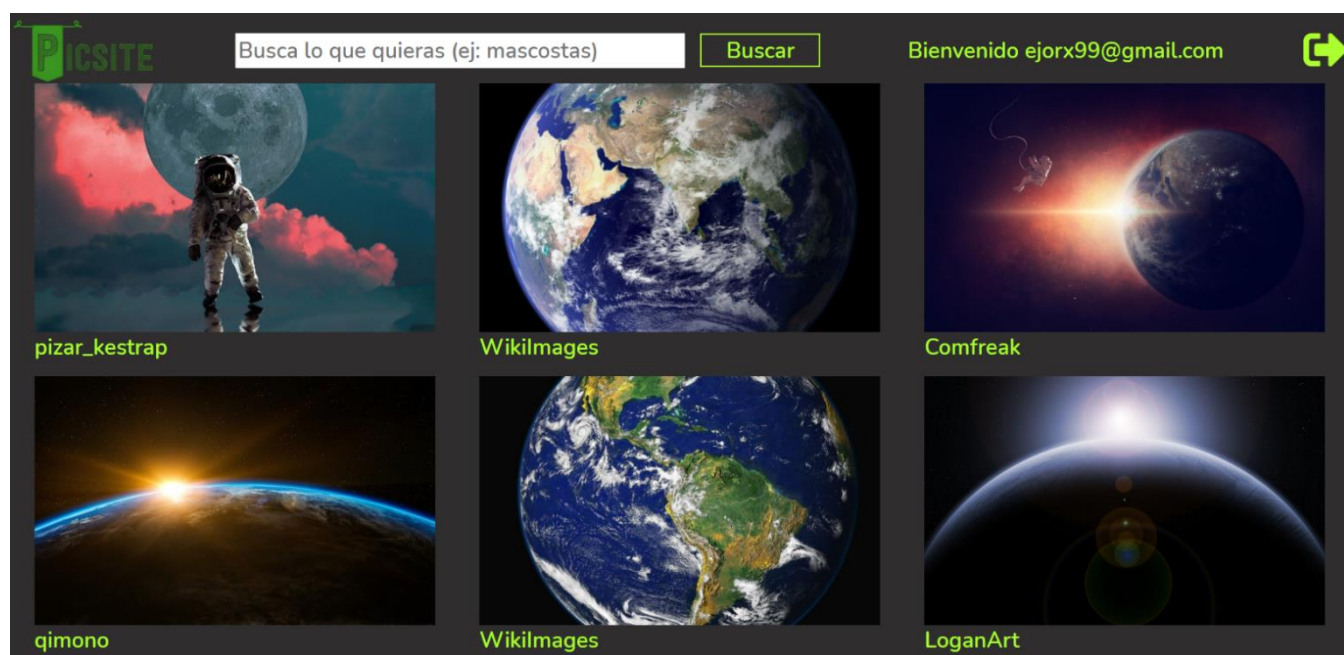 PICSITE
Busca lo que quieras (ej: mascostas)
Buscar
Bienvenido ejorx99@gmail.com
pizar_kestrap
WikiImages
Comfreak
qimono
WikiImages
LoganArt